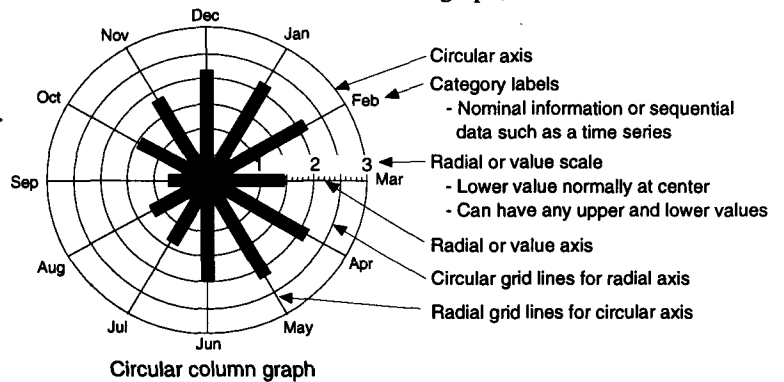 Dec
Nov
Jan
Circular axis
Oct
Feb
Category labels
- Nominal information or sequential
data such as a time series
1 2 3
Radial or value scale
Sep
Mar
- Lower value normally at center
- Can have any upper and lower values
Radial or value axis
Aug
Apr
Circular grid lines for radial axis
Jul
May
Radial grid lines for circular axis
Jun
Circular column graph